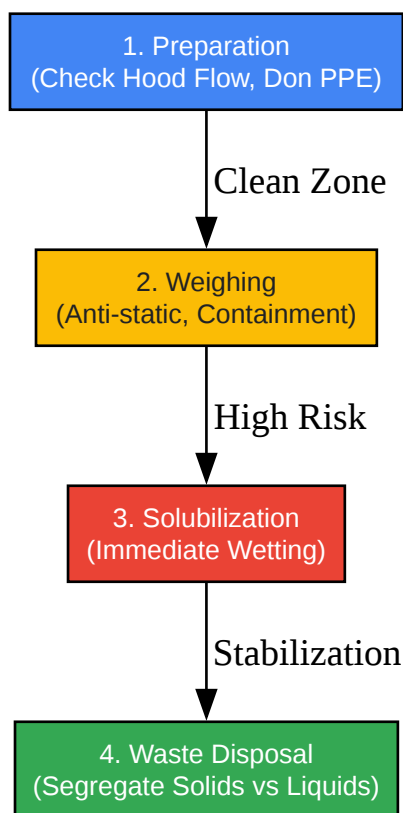 1. Preparation
(Check Hood Flow, Don PPE)
Clean Zone
2. Weighing
(Anti-static, Containment)
High Risk
3. Solubilization
(Immediate Wetting)
Stabilization
4. Waste Disposal
(Segregate Solids vs Liquids)